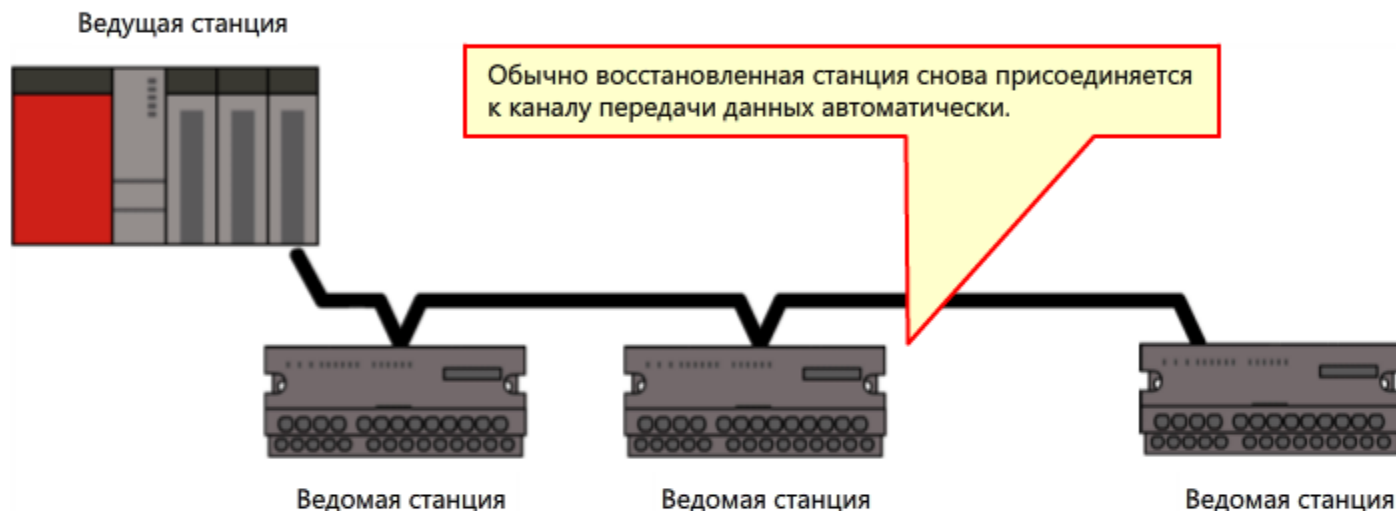 Ведущая станция
Обычно восстановленная станция снова присоединяется
к каналу передачи данных автоматически.
Ведомая станция
Ведомая станция
Ведомая станция